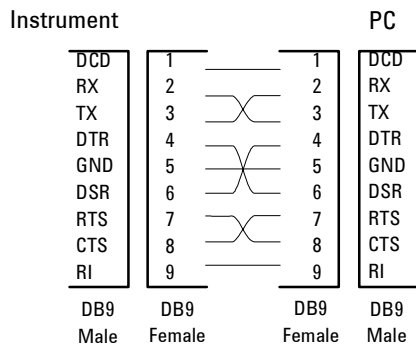 Instrument PC
DCD 1 1 DCD
RX 2 2 RX
TX 3 3 TX
DTR 4 4 DTR
GND 5 5 GND
DSR 6 6 DSR
RTS 7 7 RTS
CTS 8 8 CTS
RI 9 9 RI
DB9 DB9 DB9 DB9
Male Female Female Male